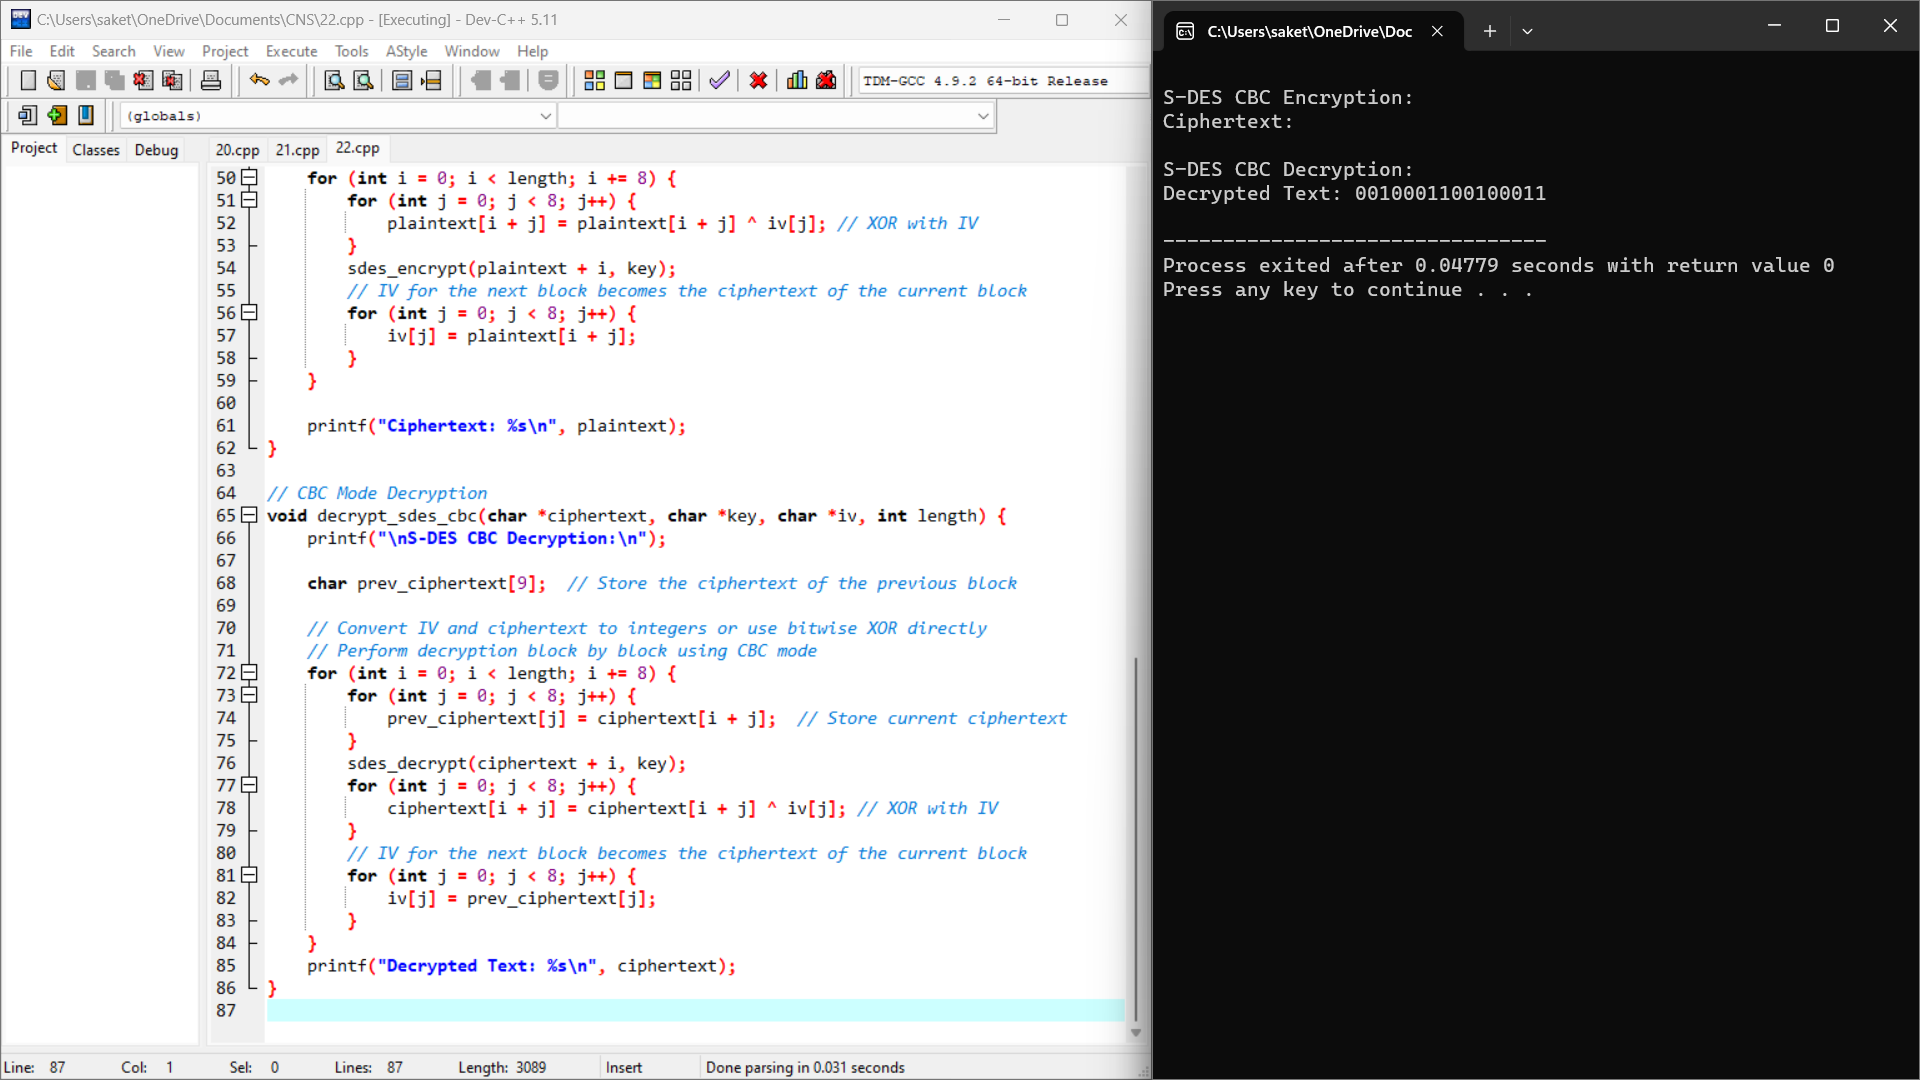 C:\Users\saket\OneDrive\Documents\CNS\22.cpp - [Executing] - Dev-C++ 5.11
File Edit Search View Project Execute Tools AStyle Window Help
TDM-GCC 4.9.2 64-bit Release
(globals)
Project Classes Debug
20.cpp 21.cpp 22.cpp
50 for (int i = 0; i < length; i += 8) {
51 for (int j = 0; j < 8; j++) {
52 plaintext[i + j] = plaintext[i + j] ^ iv[j]; // XOR with IV
53 }
54 sdes_encrypt(plaintext + i, key);
55 // IV for the next block becomes the ciphertext of the current block
56 for (int j = 0; j < 8; j++) {
57 iv[j] = plaintext[i + j];
58 }
59 }
60
61 printf("Ciphertext: %s\n", plaintext);
62 }
63
64 // CBC Mode Decryption
65 void decrypt_sdes_cbc(char *ciphertext, char *key, char *iv, int length) {
66 printf("\nS-DES CBC Decryption:\n");
67
68 char prev_ciphertext[9]; // Store the ciphertext of the previous block
69
70 // Convert IV and ciphertext to integers or use bitwise XOR directly
71 // Perform decryption block by block using CBC mode
72 for (int i = 0; i < length; i += 8) {
73 for (int j = 0; j < 8; j++) {
74 prev_ciphertext[j] = ciphertext[i + j]; // Store current ciphertext
75 }
76 sdes_decrypt(ciphertext + i, key);
77 for (int j = 0; j < 8; j++) {
78 ciphertext[i + j] = ciphertext[i + j] ^ iv[j]; // XOR with IV
79 }
80 // IV for the next block becomes the ciphertext of the current block
81 for (int j = 0; j < 8; j++) {
82 iv[j] = prev_ciphertext[j];
83 }
84 }
85 printf("Decrypted Text: %s\n", ciphertext);
86 }
87
Line: 87 Col: 1 Sel: 0 Lines: 87 Length: 3089 Insert Done parsing in 0.031 seconds
C:\Users\saket\OneDrive\Doc
S-DES CBC Encryption:
Ciphertext:
S-DES CBC Decryption:
Decrypted Text: 0010001100100011
--------------------------------
Process exited after 0.04779 seconds with return value 0
Press any key to continue . . .